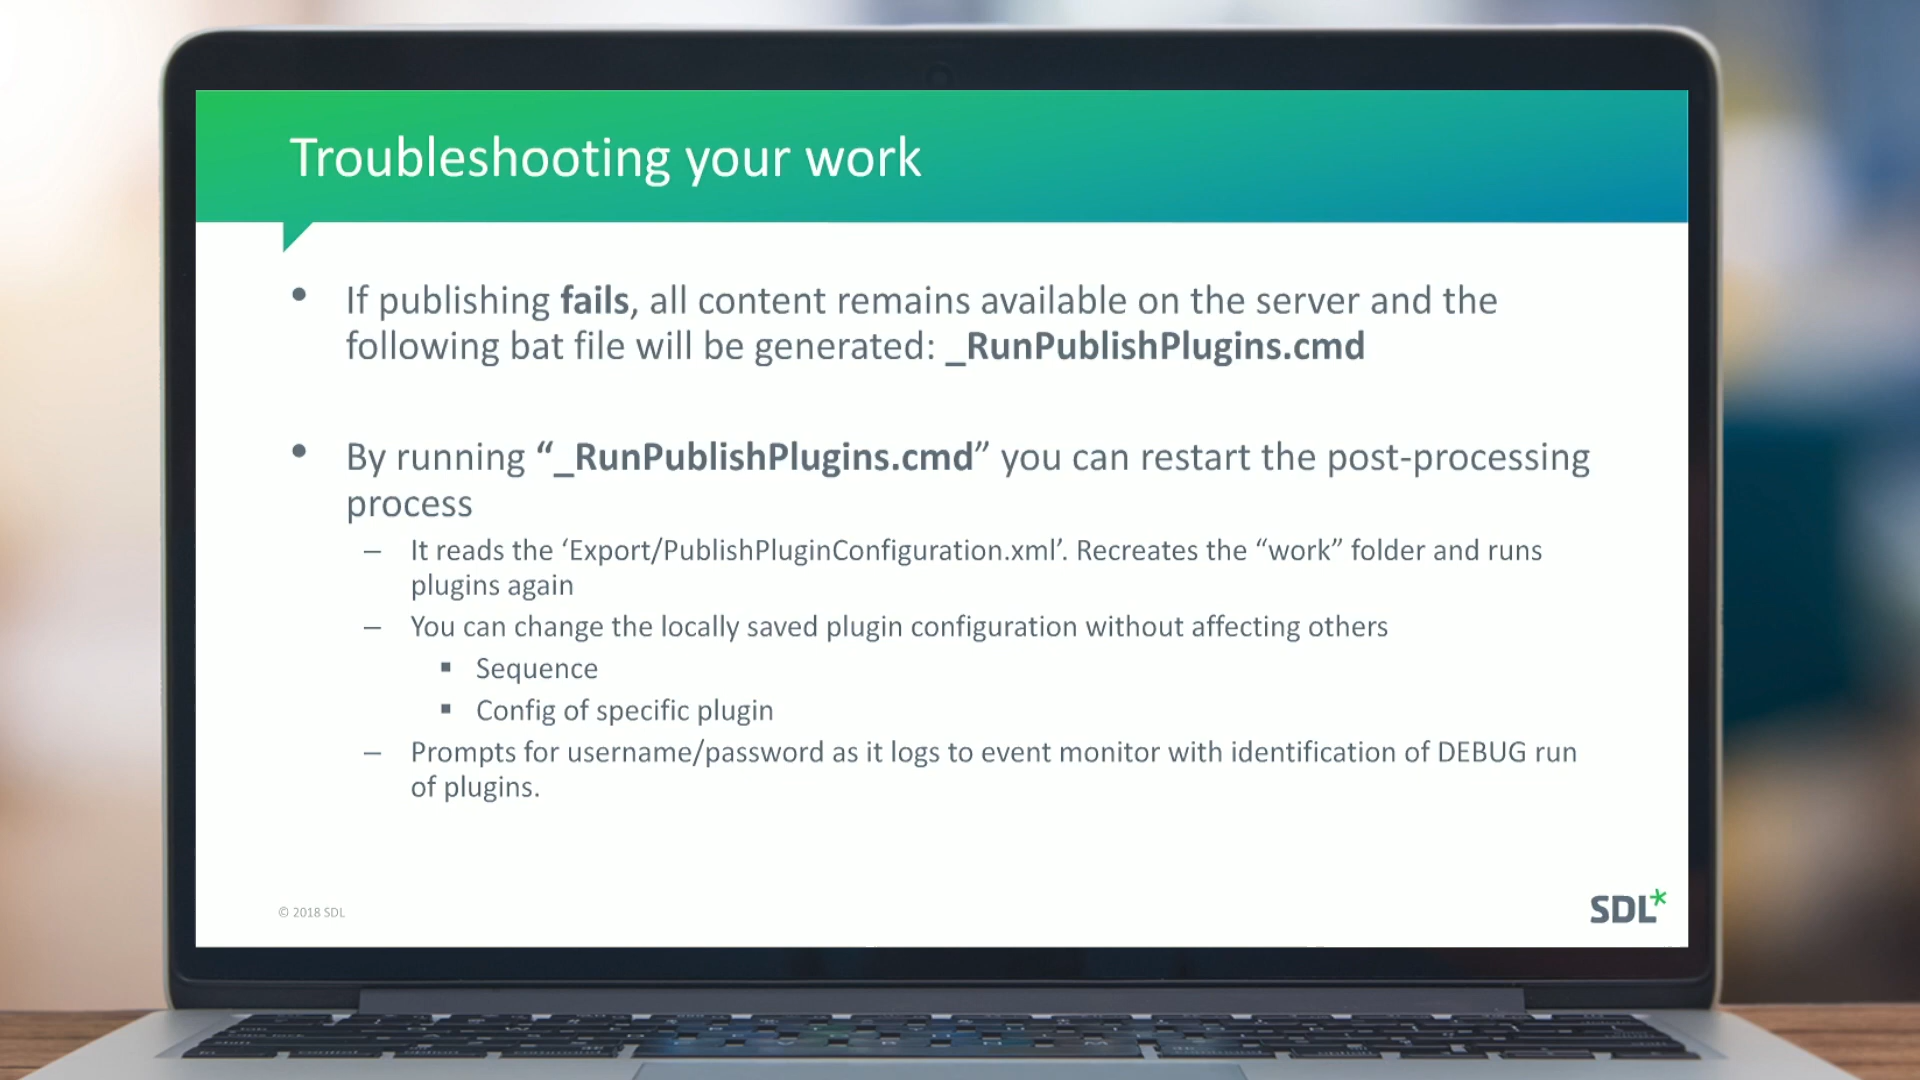 Troubleshooting your work
• If publishing fails, all content remains available on the server and the
following bat file will be generated: _RunPublishPlugins.cmd
• By running “_RunPublishPlugins.cmd” you can restart the post-processing
process
– It reads the ‘Export/PublishPluginConfiguration.xml’. Recreates the “work” folder and runs
plugins again
– You can change the locally saved plugin configuration without affecting others
▪ Sequence
▪ Config of specific plugin
– Prompts for username/password as it logs to event monitor with identification of DEBUG run
of plugins.
© 2018 SDL
SDL*